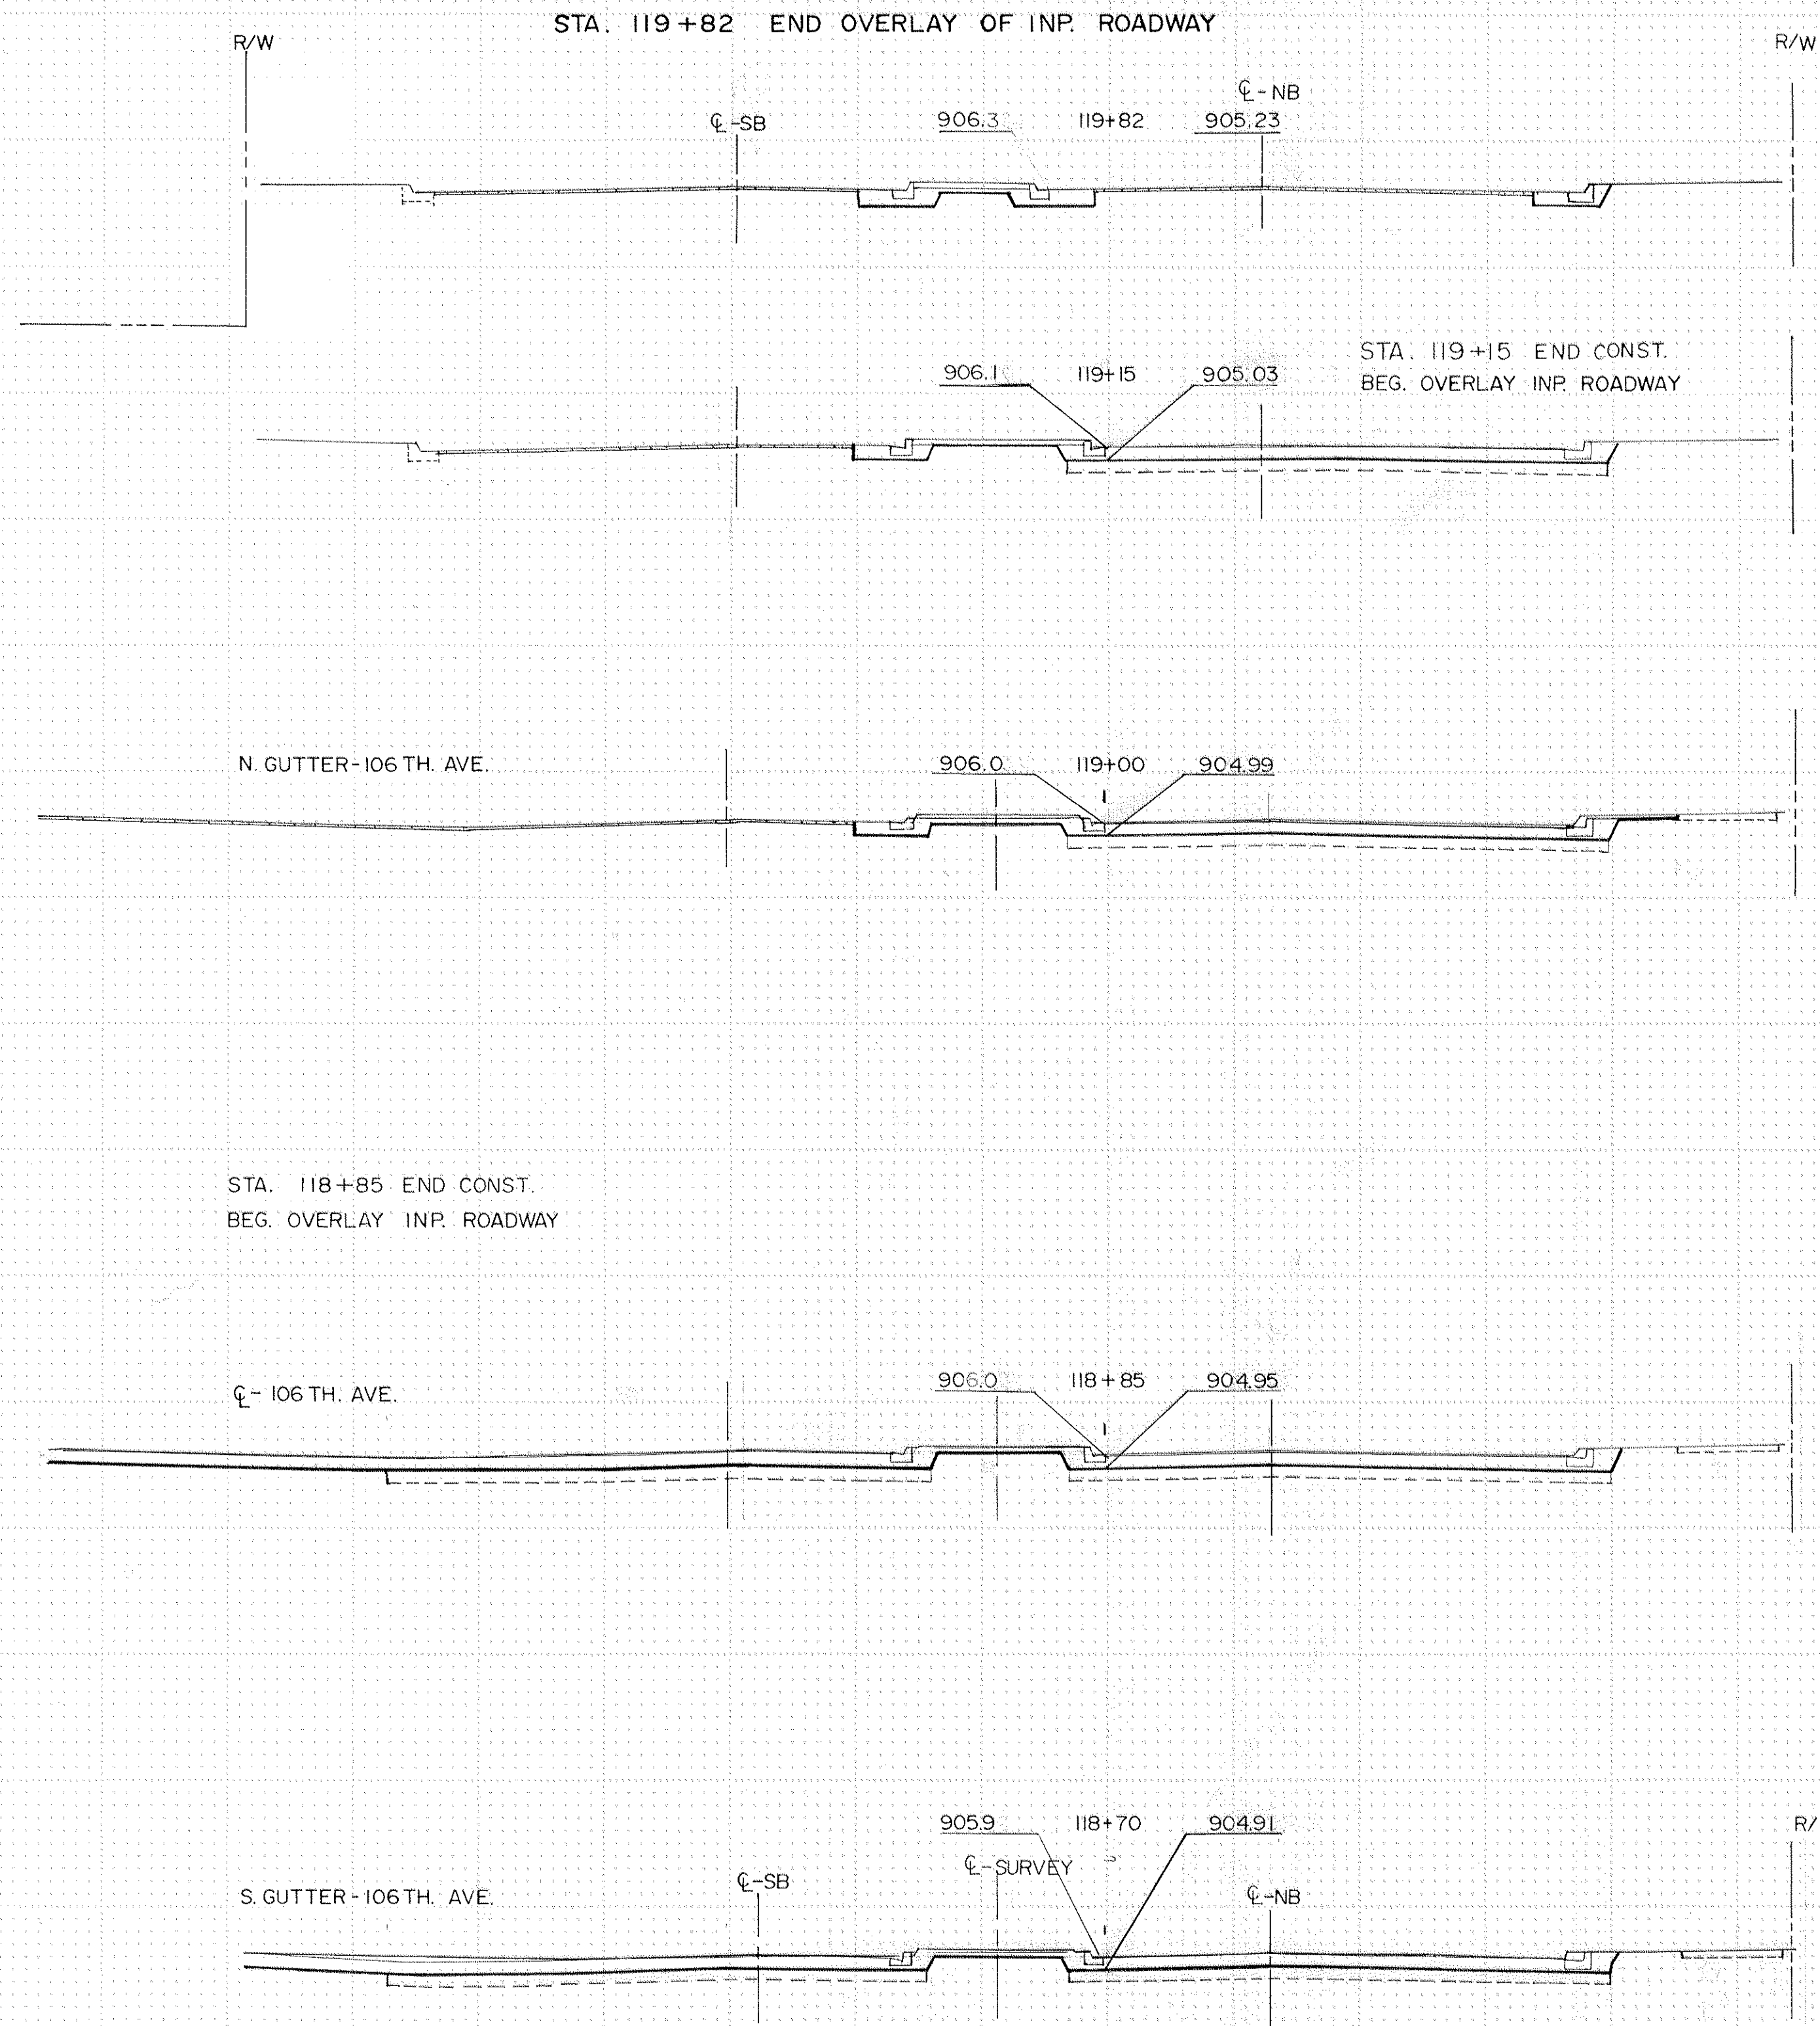 STA. 119+82 END OVERLAY OF INP. ROADWAY
R/W
R/W
℄-NB
℄-SB
906.3 119+82 905.23
STA. 119+15 END CONST.
BEG. OVERLAY INP. ROADWAY
906.1 119+15 905.03
N. GUTTER-106TH. AVE.
906.0 119+00 904.99
STA. 118+85 END CONST.
BEG. OVERLAY INP. ROADWAY
℄-106TH. AVE.
906.0 118+85 904.95
905.9 118+70 904.91
R/
℄-SURVEY
℄-SB
S. GUTTER-106TH. AVE.
℄-NB